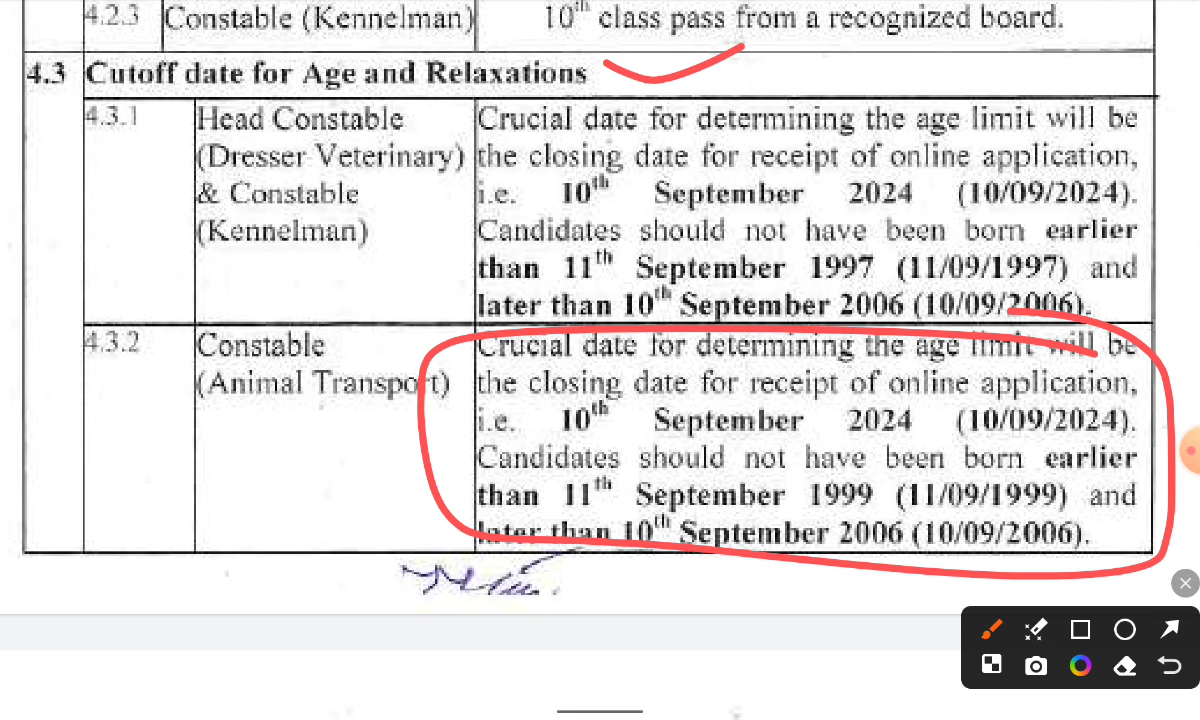 4.2.3 Constable (Kennelman) 10th class pass from a recognized board.
4.3 Cutoff date for Age and Relaxations
4.3.1 Head Constable
(Dresser Veterinary)
& Constable
(Kennelman)
Crucial date for determining the age limit will be
the closing date for receipt of online application,
i.e. 10th September 2024 (10/09/2024).
Candidates should not have been born earlier
than 11th September 1997 (11/09/1997) and
later than 10th September 2006 (10/09/2006).
4.3.2 Constable
(Animal Transport)
Crucial date for determining the age limit will be
the closing date for receipt of online application,
i.e. 10th September 2024 (10/09/2024).
Candidates should not have been born earlier
than 11th September 1999 (11/09/1999) and
later than 10th September 2006 (10/09/2006).